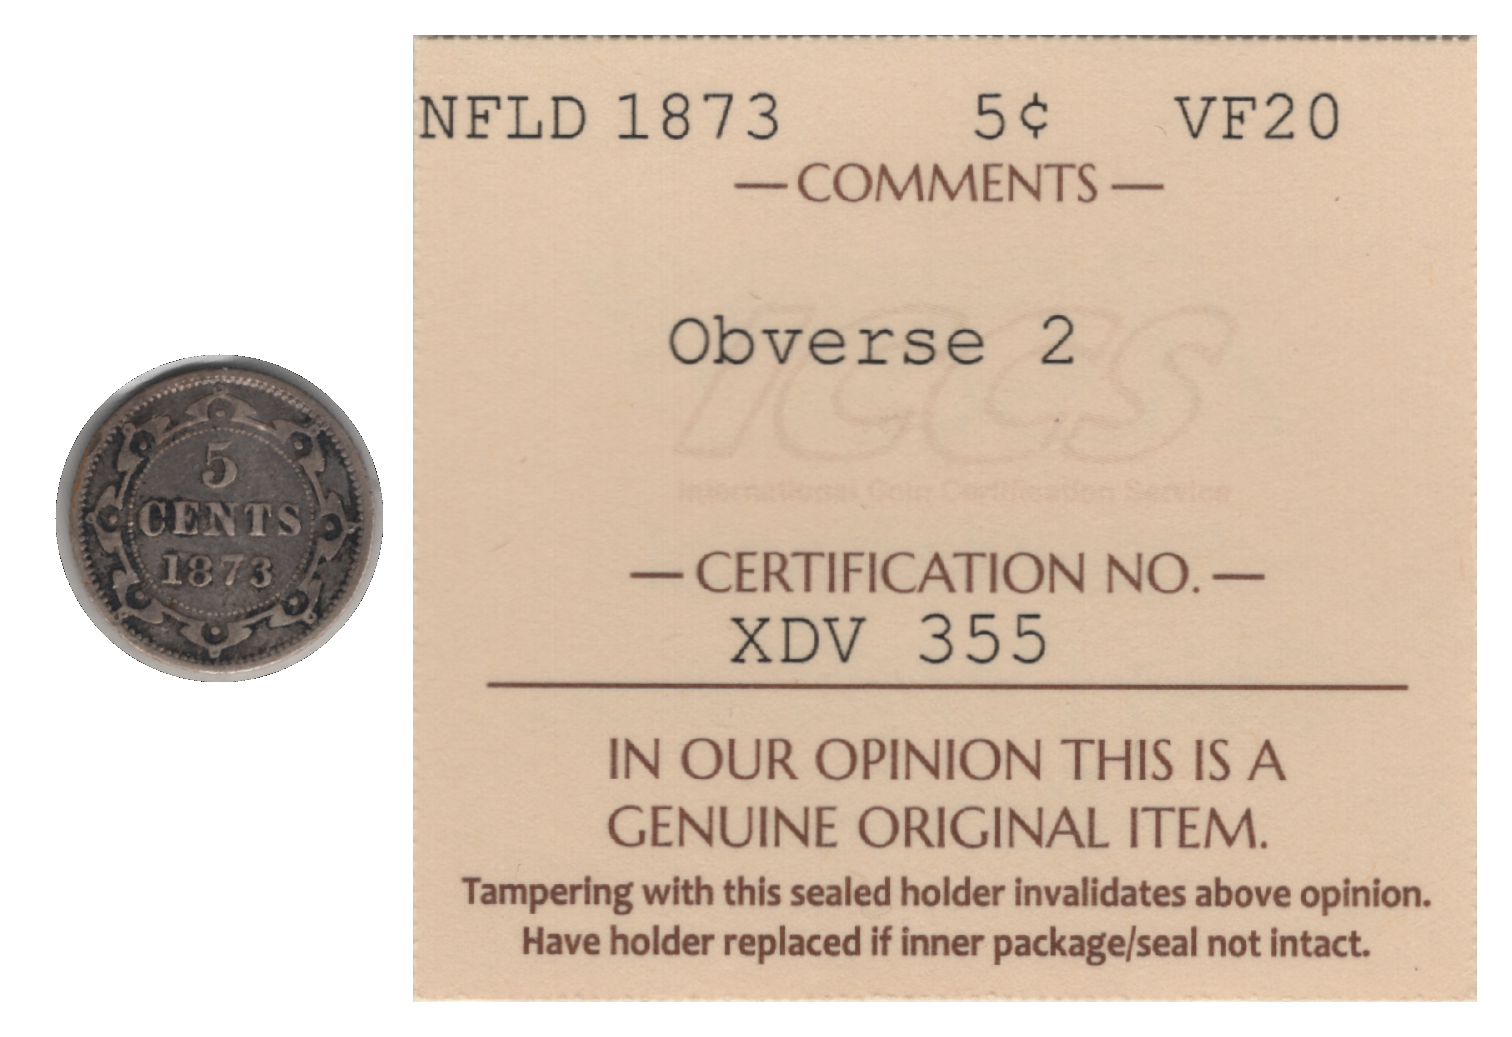 5
CENTS
1873
NFLD 1873 5¢ VF20
— COMMENTS —
ICCS
International Coin Certification Service
Obverse 2
— CERTIFICATION NO. —
XDV 355
IN OUR OPINION THIS IS A
GENUINE ORIGINAL ITEM.
Tampering with this sealed holder invalidates above opinion.
Have holder replaced if inner package/seal not intact.